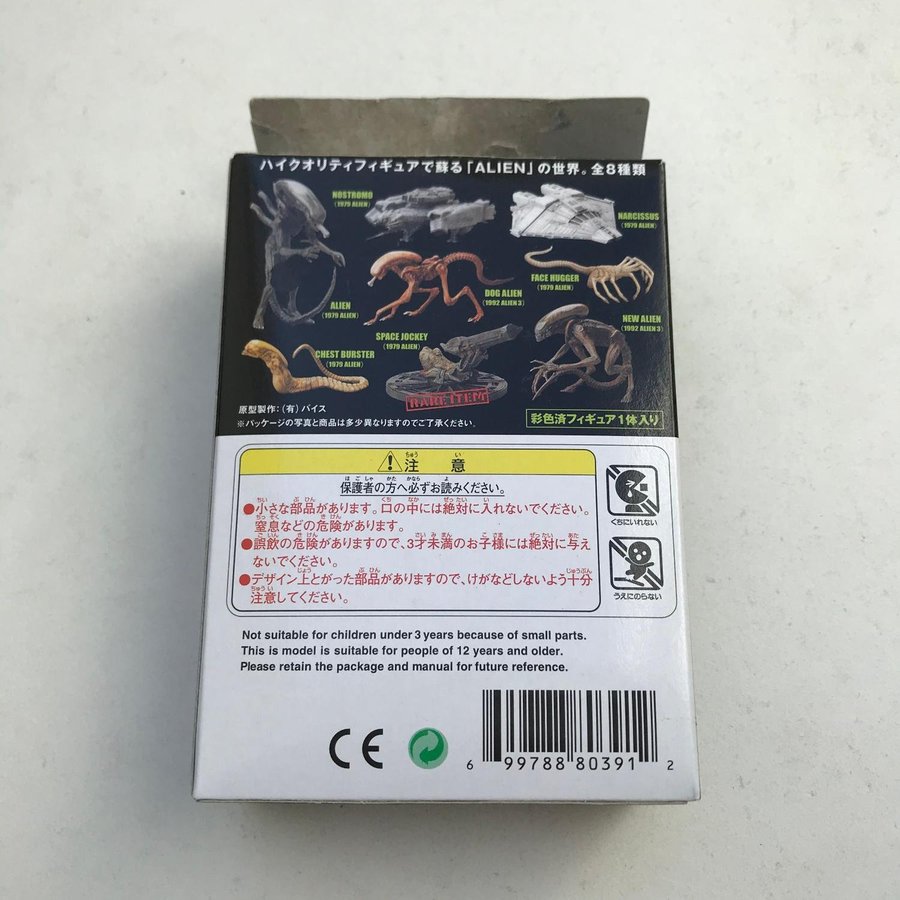 ハイクオリティフィギュアで蘇る「ALIEN」の世界。全8種類
NOSTROMO
(1979 ALIEN)
NARCISSUS
(1979 ALIEN)
ALIEN
(1979 ALIEN)
DOG ALIEN
(1992 ALIEN 3)
FACE HUGGER
(1979 ALIEN)
NEW ALIEN
(1992 ALIEN 3)
CHEST BURSTER
(1979 ALIEN)
SPACE JOCKEY
(1979 ALIEN)
RARE ITEM
原型製作:(有)バイス
※パッケージの写真と商品は多少異なりますのでご了承ください。
彩色済フィギュア1体入り
注意
保護者の方へ必ずお読みください。
●小さな部品があります。口の中には絶対に入れないでください。
窒息などの危険があります。
●誤飲の危険がありますので、3才未満のお子様には絶対に与え
ないでください。
●デザイン上とがった部品がありますので、けがなどしないよう十分
注意してください。
くちにいれない
うえにのらない
Not suitable for children under 3 years because of small parts.
This is model is suitable for people of 12 years and older.
Please retain the package and manual for future reference.
CE
6 99788 80391 2